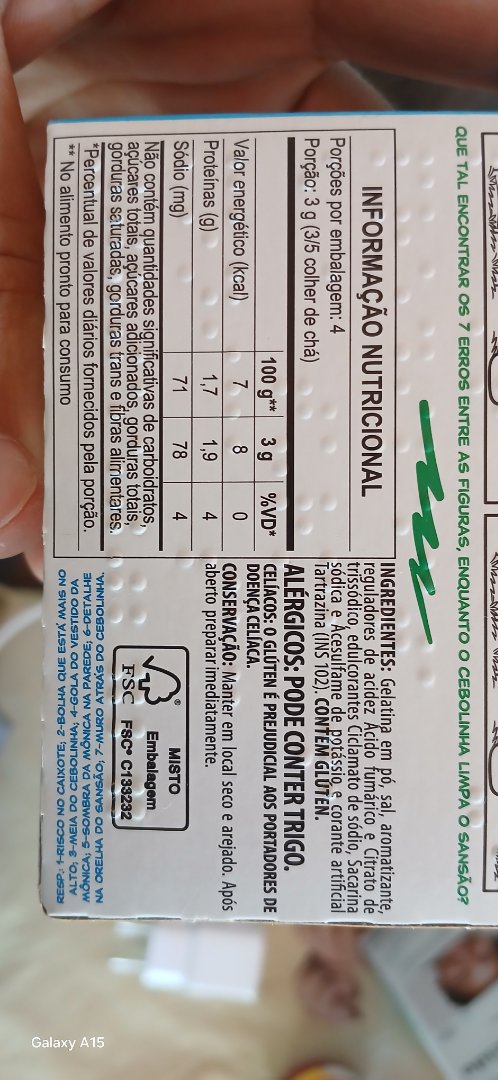 QUE TAL ENCONTRAR OS 7 ERROS ENTRE AS FIGURAS, ENQUANTO O CEBOLINHA LIMPA O SANSÃO?
INFORMAÇÃO NUTRICIONAL
Porções por embalagem: 4
Porção: 3 g (3/5 colher de chá)
100 g** 3 g %VD*
Valor energético (kcal) 7 8 0
Proteínas (g) 1,7 1,9 4
Sódio (mg) 71 78 4
Não contém quantidades significativas de carboidratos,
açúcares totais, açúcares adicionados, gorduras totais,
gorduras saturadas, gorduras trans e fibras alimentares.
*Percentual de valores diários fornecidos pela porção.
** No alimento pronto para consumo
INGREDIENTES: Gelatina em pó, sal, aromatizante,
reguladores de acidez Ácido fumárico e Citrato de
trissódico, edulcorantes Ciclamato de sódio, Sacarina
sódica e Acesulfame de potássio e corante artificial
Tartrazina (INS 102). CONTÉM GLÚTEN.
ALÉRGICOS: PODE CONTER TRIGO.
CELÍACOS: O GLÚTEN É PREJUDICIAL AOS PORTADORES DE
DOENÇA CELÍACA.
CONSERVAÇÃO: Manter em local seco e arejado. Após
aberto preparar imediatamente.
MISTO
Embalagem
FSC® C133232
®
FSC
RESP: 1-RISCO NO CAIXOTE; 2-BOLHA QUE ESTÁ MAIS NO
ALTO; 3-MEIA DO CEBOLINHA; 4-GOLA DO VESTIDO DA
MÔNICA; 5-SOMBRA DA MÔNICA NA PAREDE; 6-DETALHE
NA ORELHA DO SANSÃO; 7-MURO ATRÁS DO CEBOLINHA.
Galaxy A15